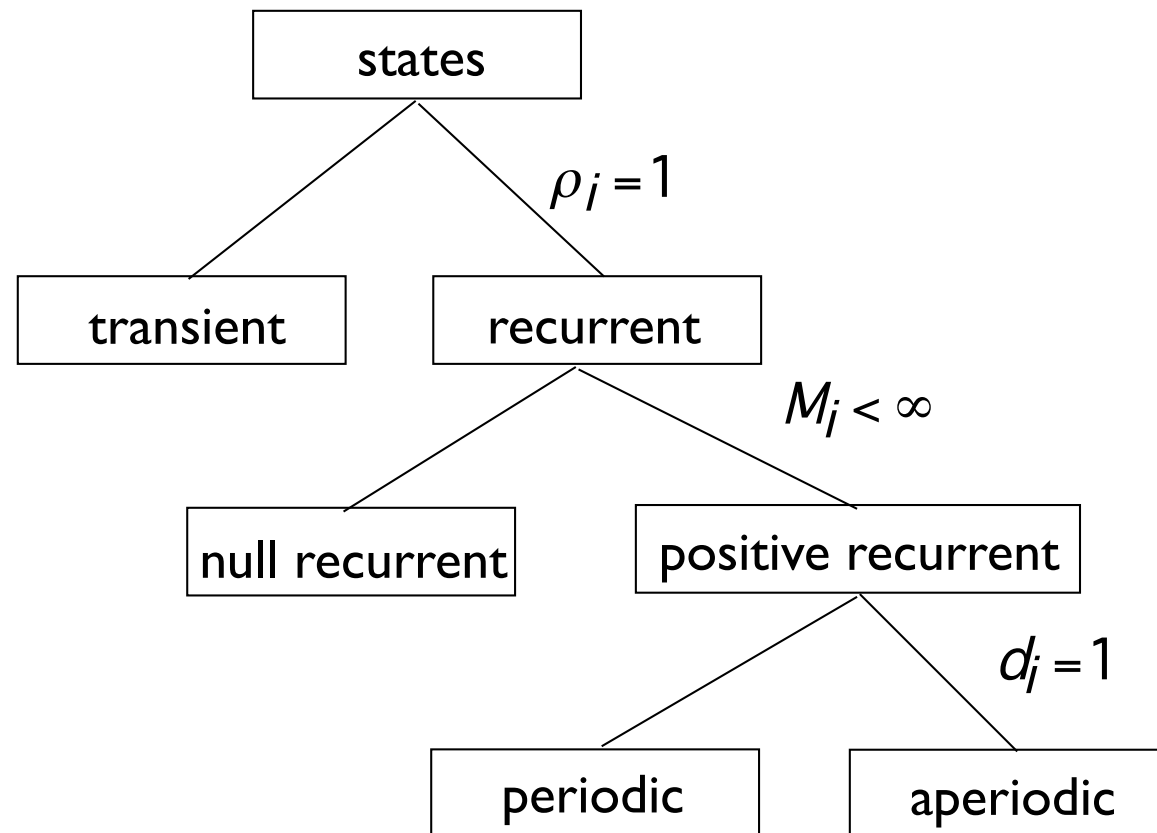 states
ρi = 1
transient
recurrent
Mi < ∞
null recurrent
positive recurrent
di = 1
periodic
aperiodic